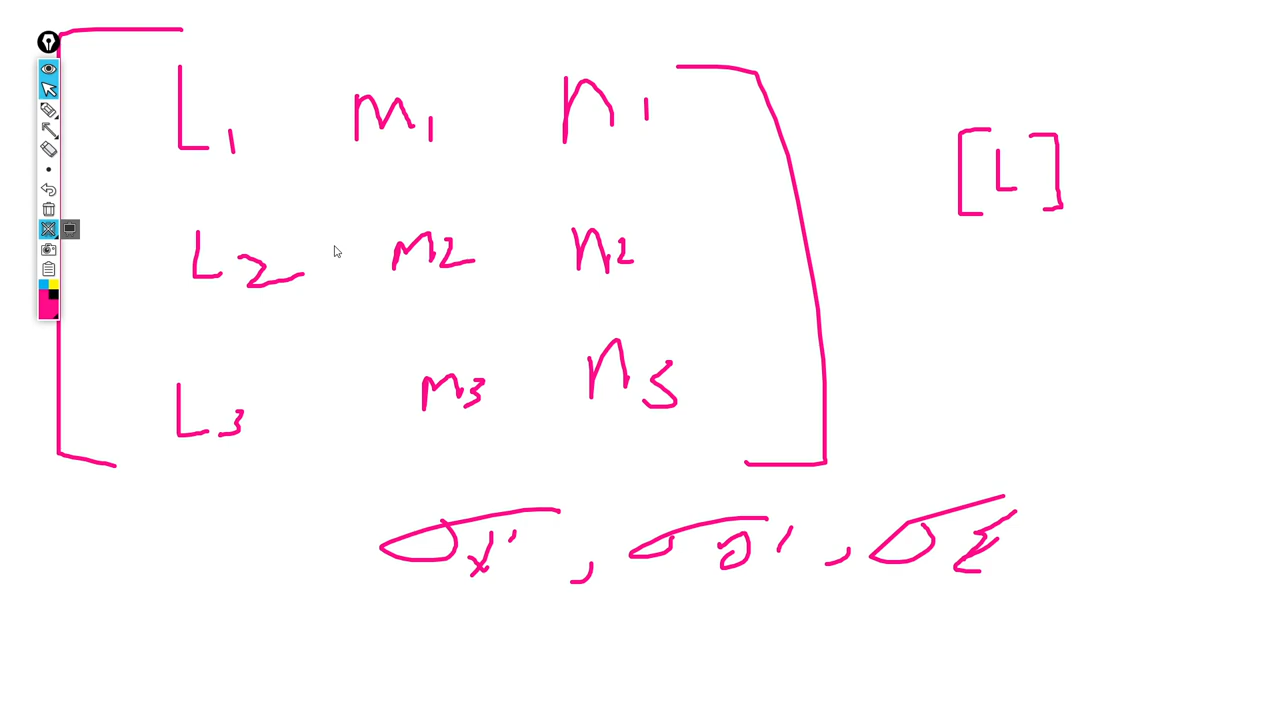 L1 m1 n1
[L]
L2 m2 n2
L3 m3 n3
σx', σy', σz